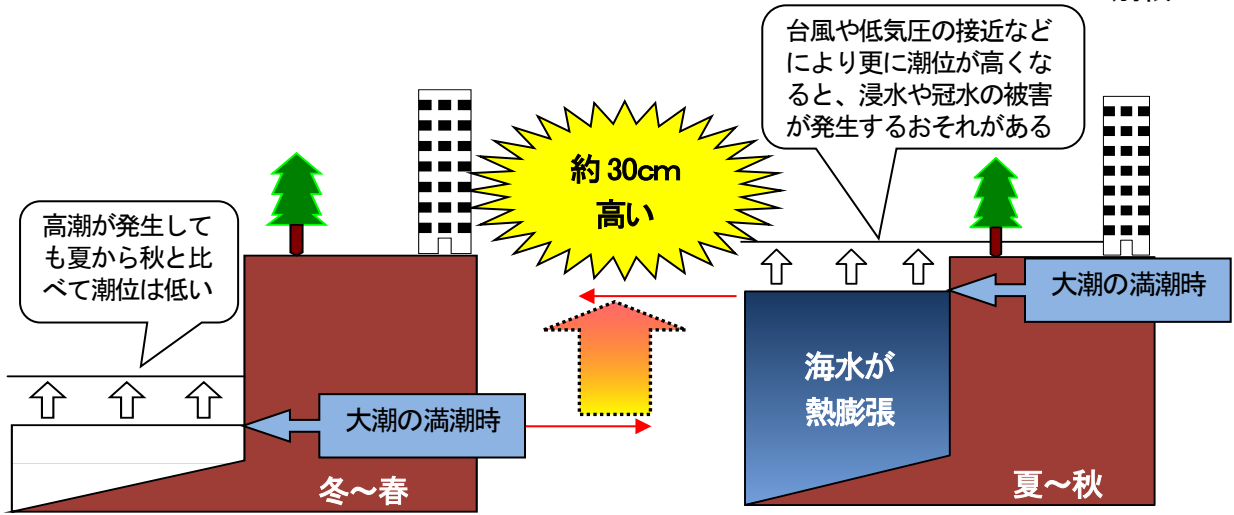 台風や低気圧の接近など
により更に潮位が高くな
ると、浸水や冠水の被害
が発生するおそれがある
約 30cm
高い
高潮が発生して
も夏から秋と比
べて潮位は低い
大潮の満潮時
海水が
熱膨張
大潮の満潮時
冬～春
夏～秋